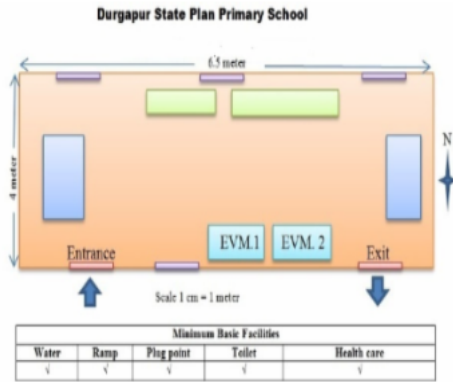 Durgapur State Plan Primary School
6.5 meter
4 meter
N
EVM.1 EVM. 2
Entrance Exit
Scale 1 cm = 1 meter
Minimum Basic Facilities
Water Ramp Plug point Toilet Health care
√ √ √ √ √